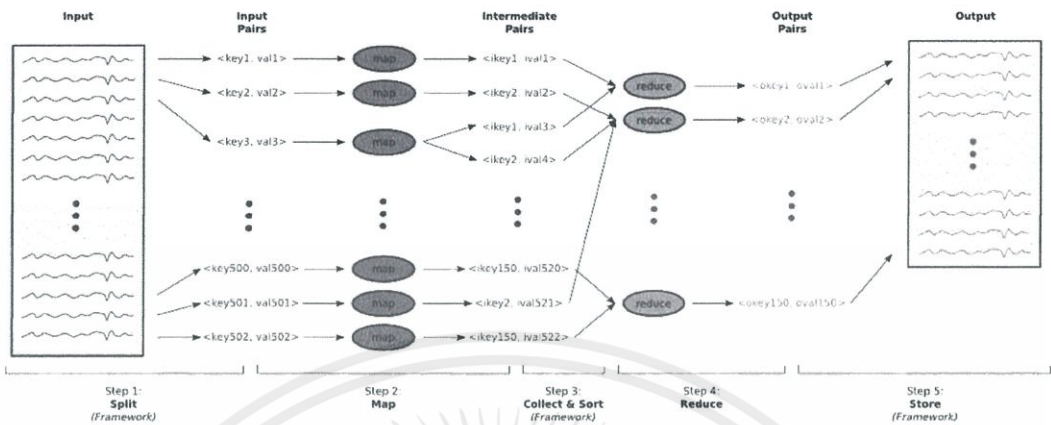 Input
Input Pairs
Intermediate Pairs
Output Pairs
Output
<key1, val1>
map
<ikey1, ival1>
reduce
<okey1, oval1>
<key2, val2>
map
<ikey2, ival2>
reduce
<okey2, oval2>
<key3, val3>
map
<ikey1, ival3>
<ikey2, ival4>
<key500, val500>
map
<ikey150, ival520>
<key501, val501>
map
<ikey2, ival521>
reduce
<okey150, oval150>
<key502, val502>
map
<ikey150, ival522>
Step 1:
Split
(Framework)
Step 2:
Map
Step 3:
Collect & Sort
(Framework)
Step 4:
Reduce
Step 5:
Store
(Framework)